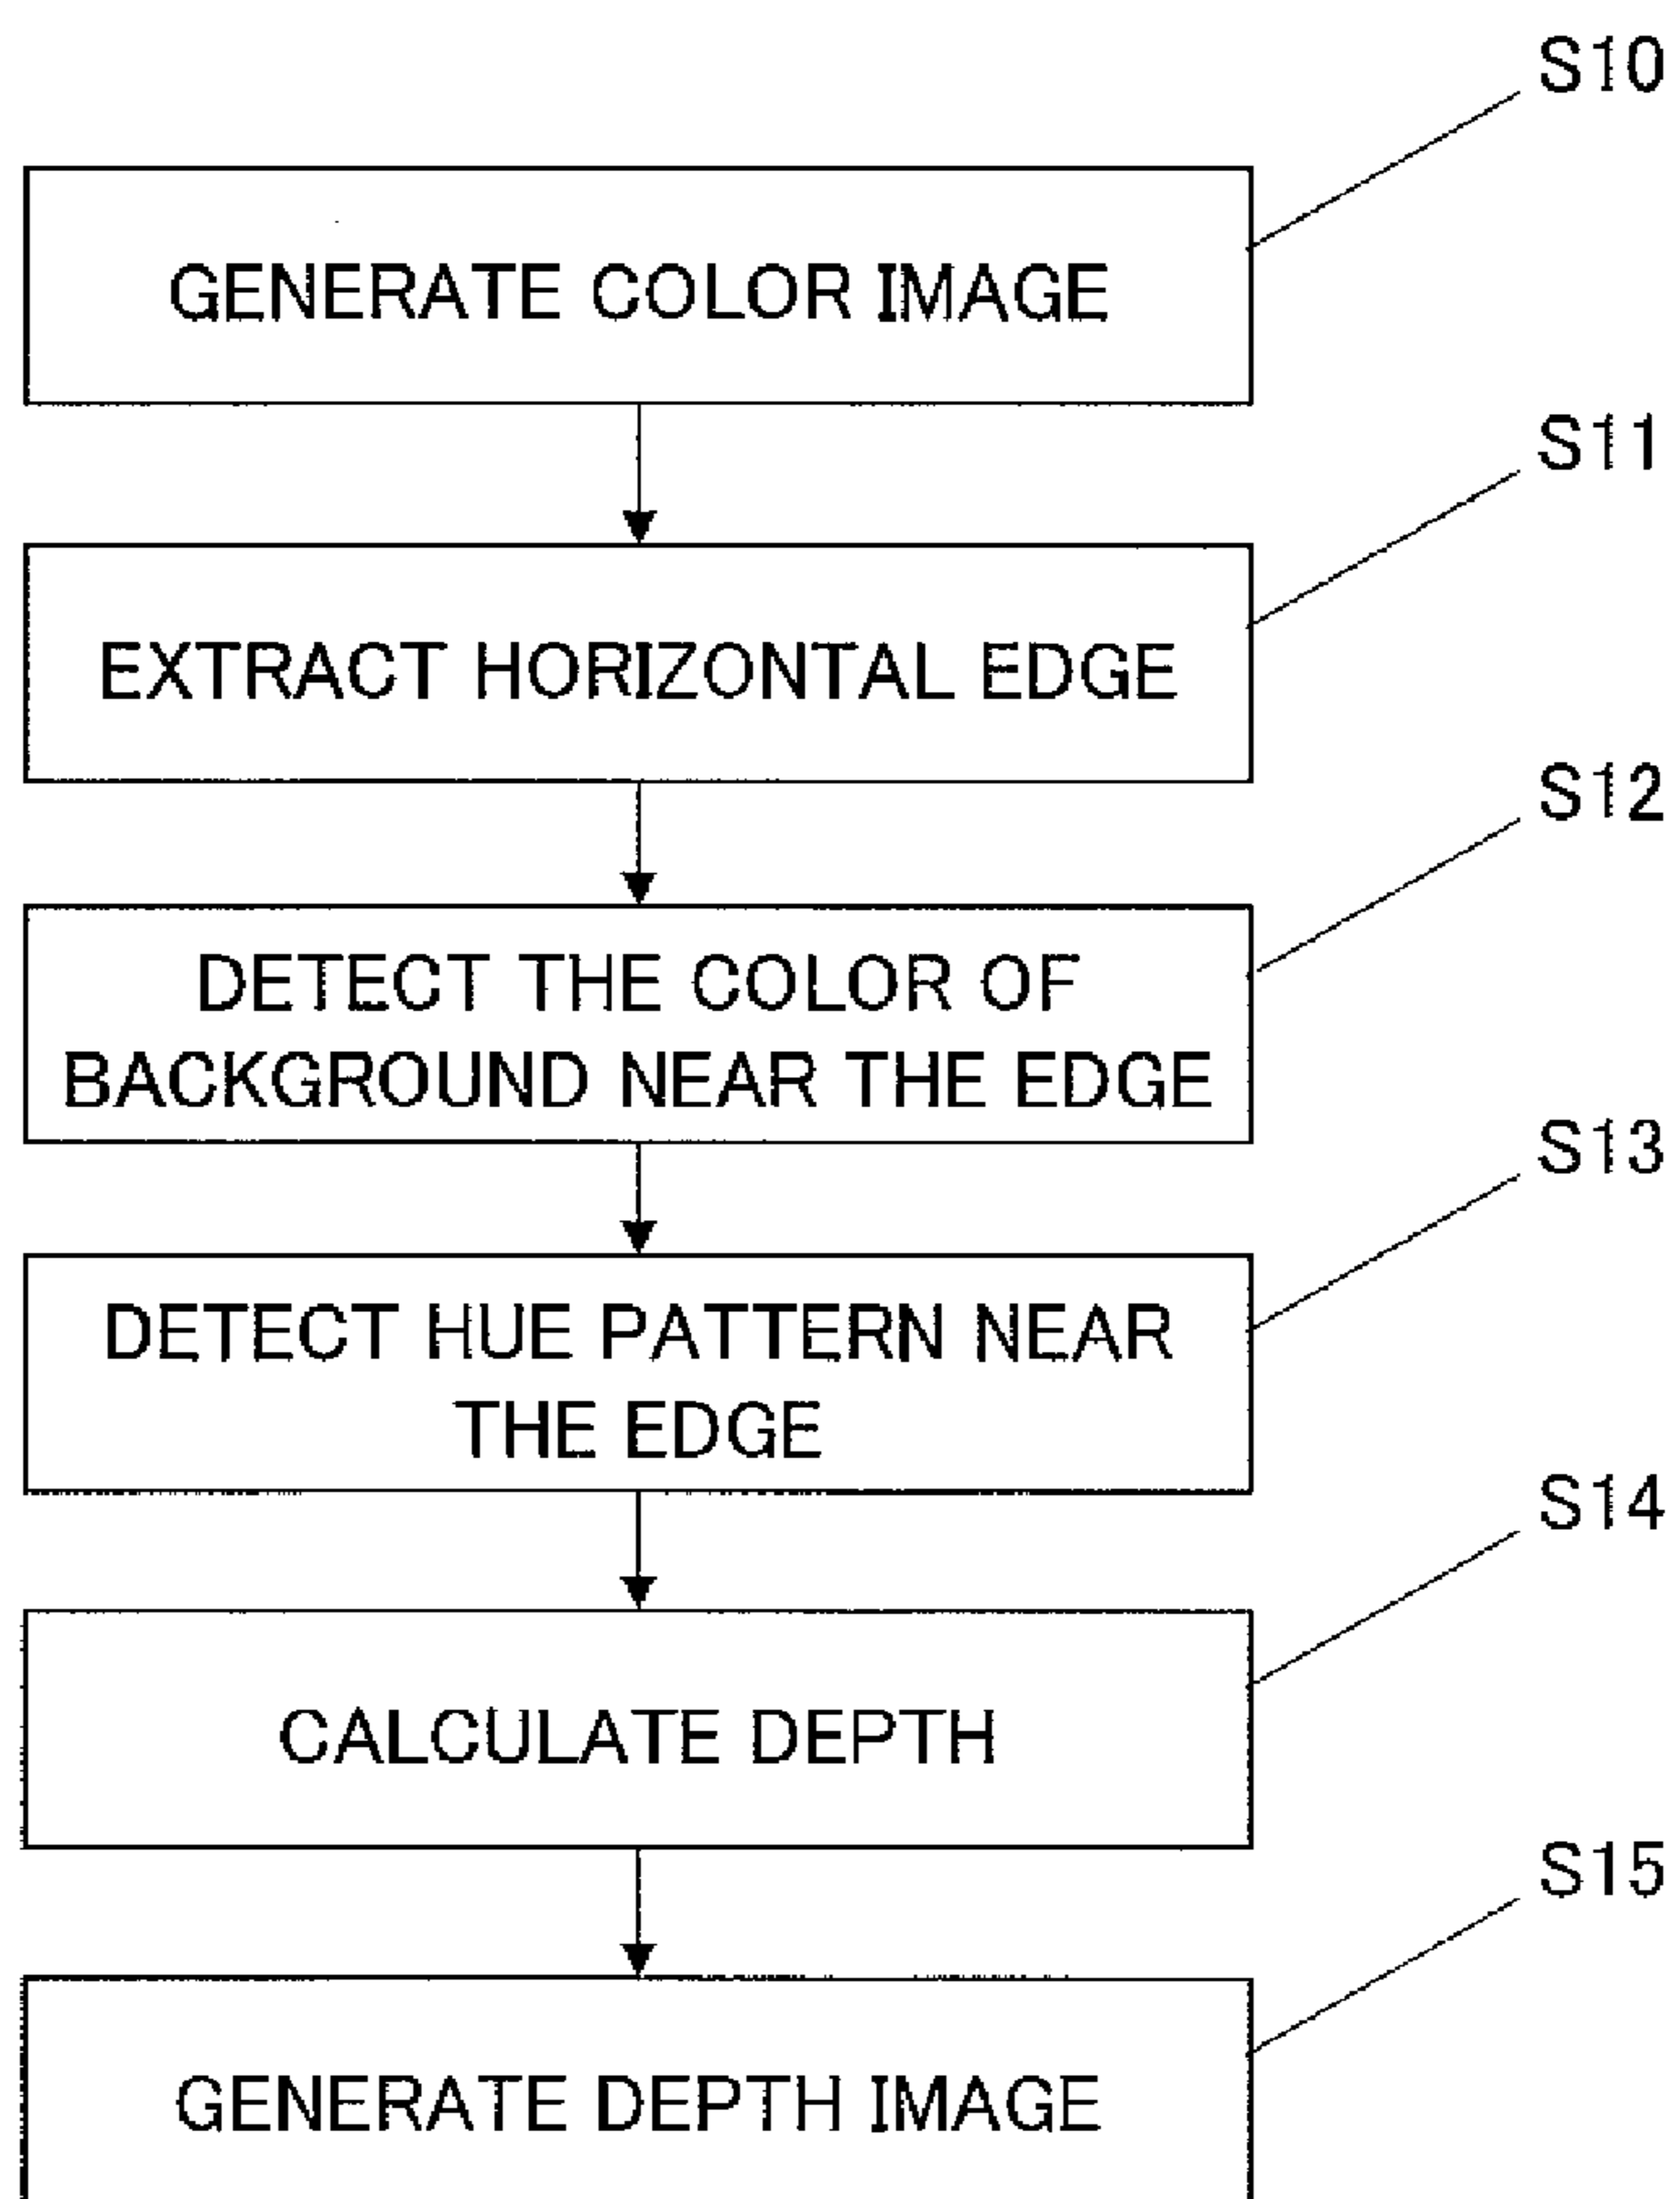 S10
GENERATE COLOR IMAGE
S11
EXTRACT HORIZONTAL EDGE
S12
DETECT THE COLOR OF
BACKGROUND NEAR THE EDGE
S13
DETECT HUE PATTERN NEAR
THE EDGE
S14
CALCULATE DEPTH
S15
GENERATE DEPTH IMAGE